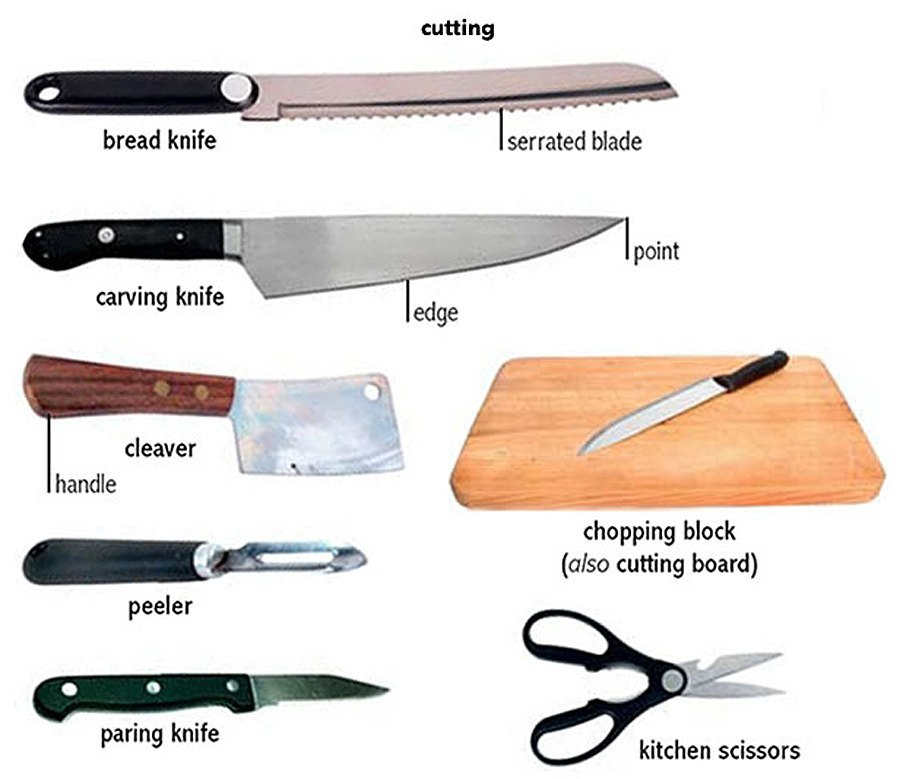 cutting
bread knife
serrated blade
point
carving knife
edge
cleaver
handle
chopping block
(also cutting board)
peeler
paring knife
kitchen scissors